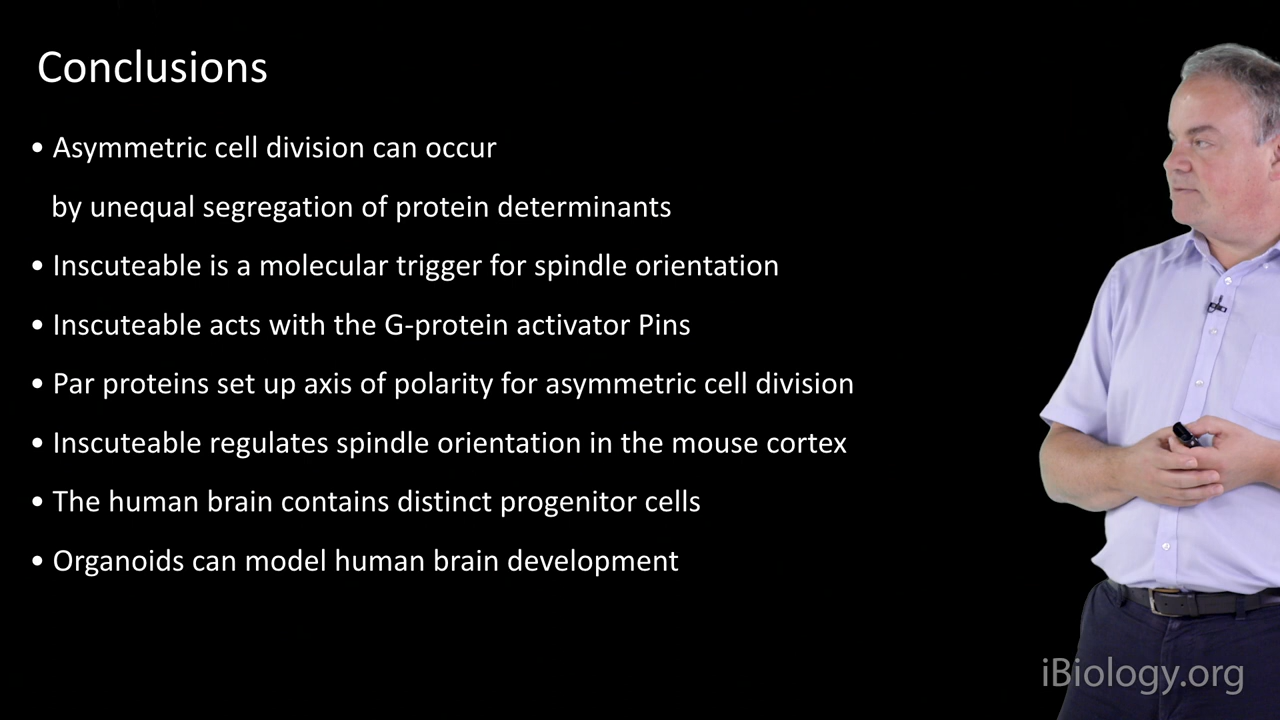 Conclusions
• Asymmetric cell division can occur
by unequal segregation of protein determinants
• Inscuteable is a molecular trigger for spindle orientation
• Inscuteable acts with the G-protein activator Pins
• Par proteins set up axis of polarity for asymmetric cell division
• Inscuteable regulates spindle orientation in the mouse cortex
• The human brain contains distinct progenitor cells
• Organoids can model human brain development
iBiology.org